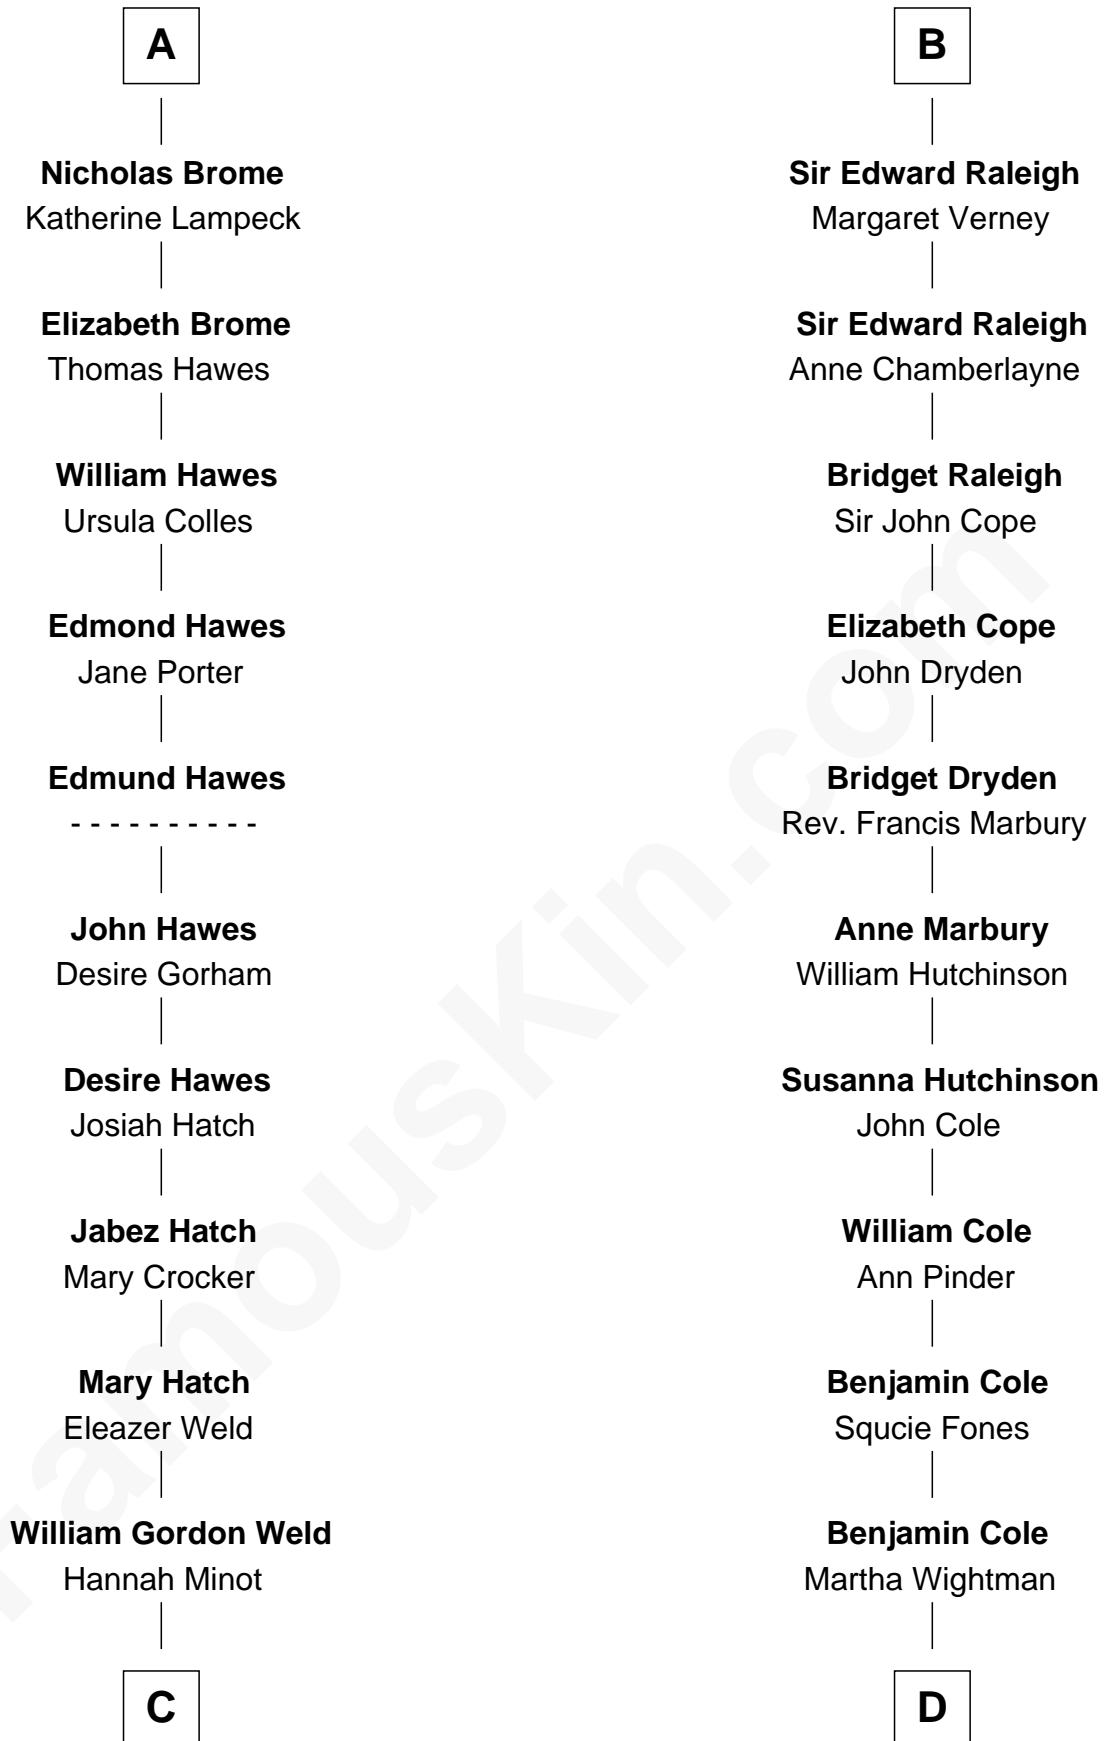 A
Nicholas Brome
Katherine Lampeck
Elizabeth Brome
Thomas Hawes
William Hawes
Ursula Colles
Edmond Hawes
Jane Porter
Edmund Hawes
- - - - - - - - - -
John Hawes
Desire Gorham
Desire Hawes
Josiah Hatch
Jabez Hatch
Mary Crocker
Mary Hatch
Eleazer Weld
William Gordon Weld
Hannah Minot
C
B
Sir Edward Raleigh
Margaret Verney
Sir Edward Raleigh
Anne Chamberlayne
Bridget Raleigh
Sir John Cope
Elizabeth Cope
John Dryden
Bridget Dryden
Rev. Francis Marbury
Anne Marbury
William Hutchinson
Susanna Hutchinson
John Cole
William Cole
Ann Pinder
Benjamin Cole
Squcie Fones
Benjamin Cole
Martha Wightman
D
famouskin.com